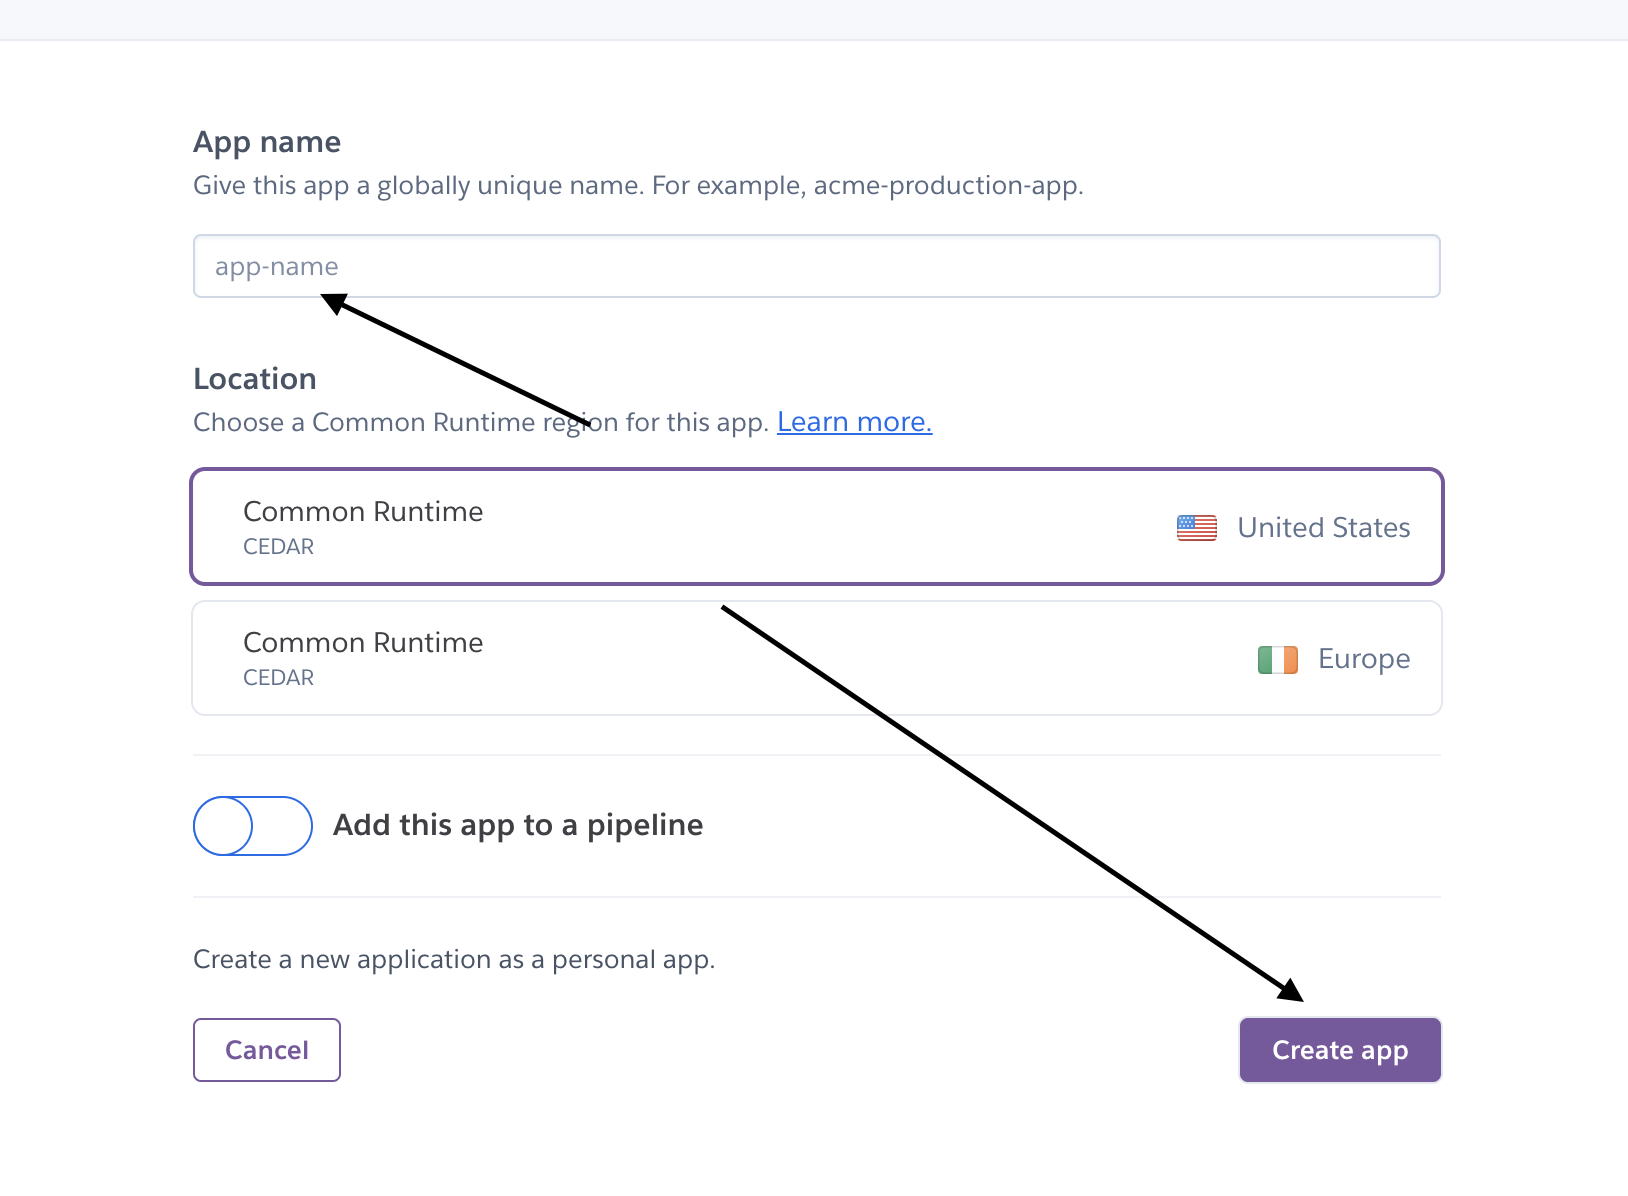 App name
Give this app a globally unique name. For example, acme-production-app.
app-name
Location
Choose a Common Runtime region for this app. Learn more.
Common Runtime
CEDAR
United States
Common Runtime
CEDAR
Europe
Add this app to a pipeline
Create a new application as a personal app.
Cancel
Create app